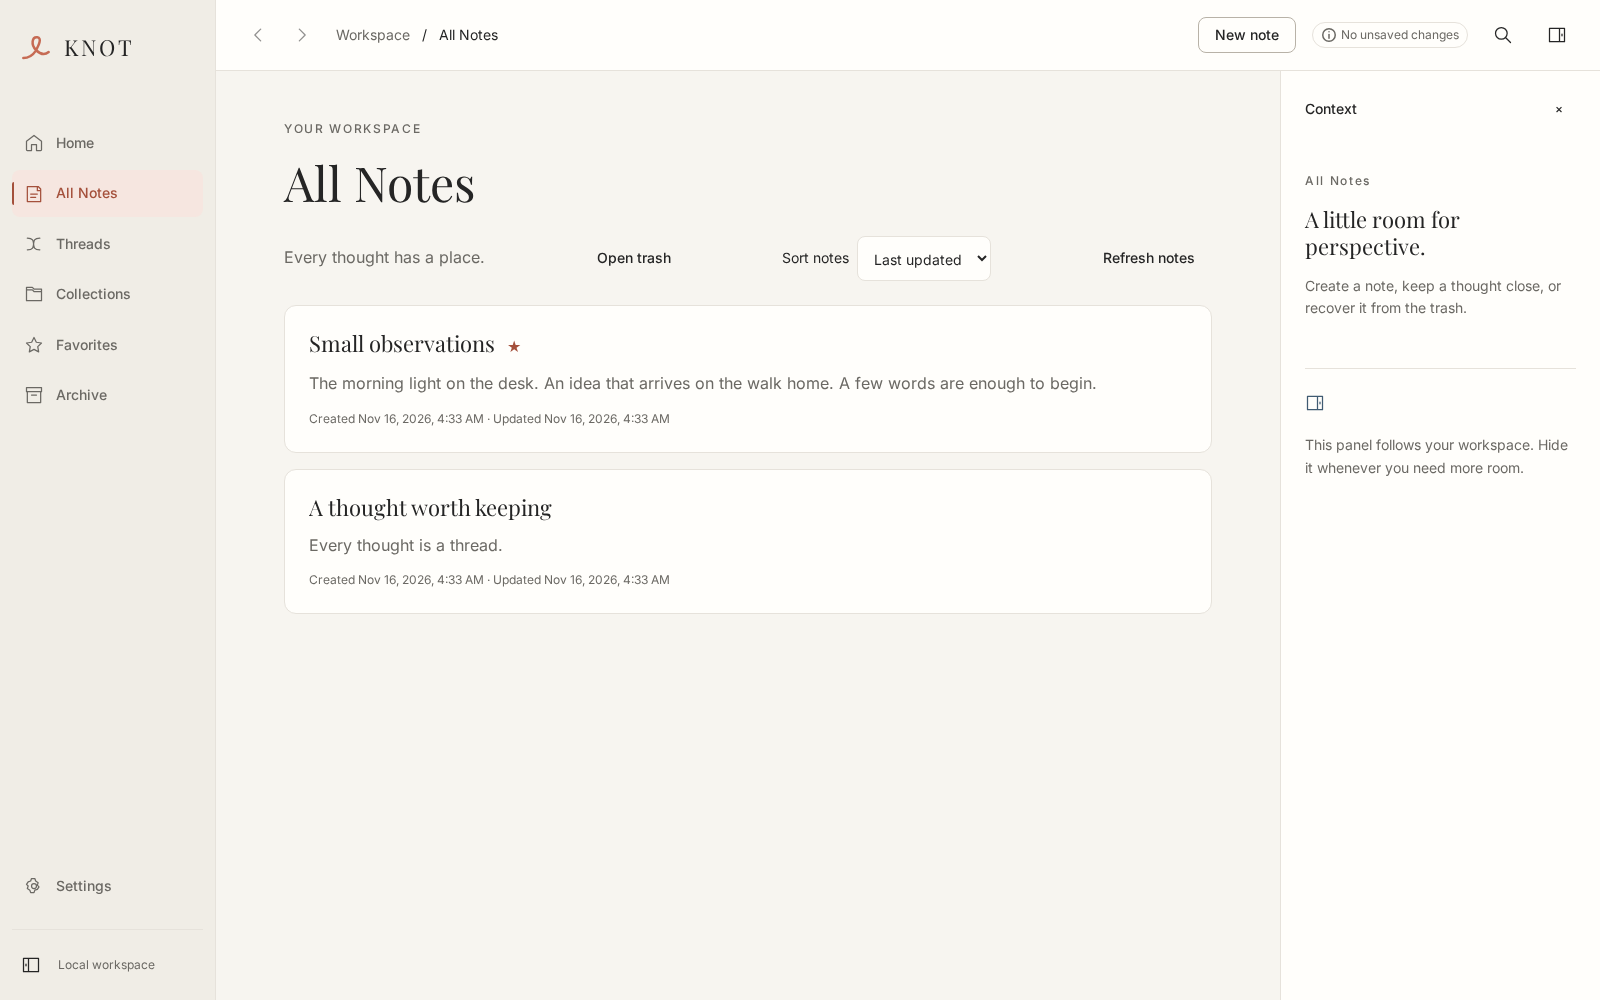 KNOT
Home
All Notes
Threads
Collections
Favorites
Archive
Settings
Local workspace
Workspace / All Notes
New note
No unsaved changes
YOUR WORKSPACE
All Notes
Every thought has a place.
Open trash
Sort notes
Last updated
Refresh notes
Small observations ★
The morning light on the desk. An idea that arrives on the walk home. A few words are enough to begin.
Created Nov 16, 2026, 4:33 AM · Updated Nov 16, 2026, 4:33 AM
A thought worth keeping
Every thought is a thread.
Created Nov 16, 2026, 4:33 AM · Updated Nov 16, 2026, 4:33 AM
Context ×
All Notes
A little room for
perspective.
Create a note, keep a thought close, or
recover it from the trash.
This panel follows your workspace. Hide
it whenever you need more room.